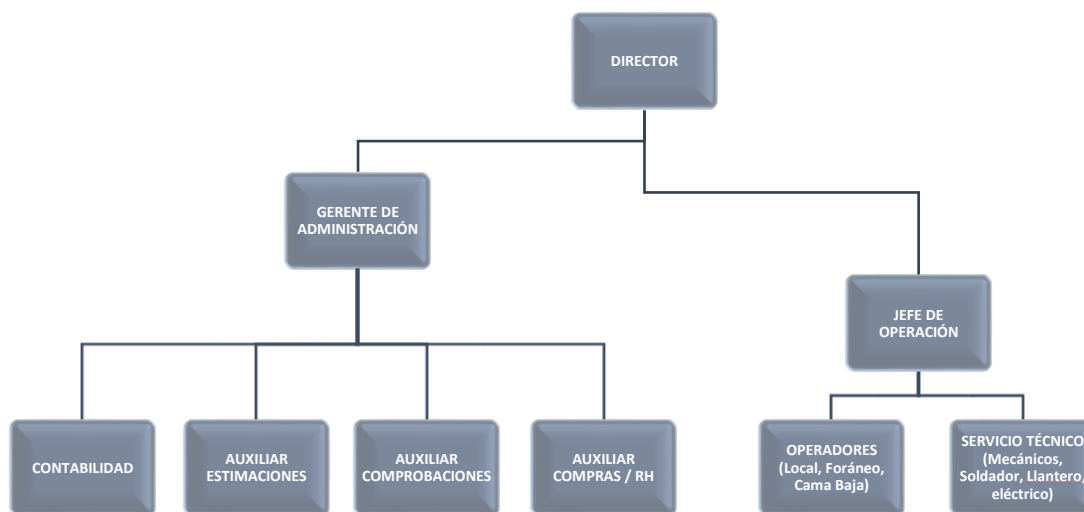 DIRECTOR
GERENTE DE
ADMINISTRACIÓN
JEFE DE
OPERACIÓN
CONTABILIDAD
AUXILIAR
ESTIMACIONES
AUXILIAR
COMPROBACIONES
AUXILIAR
COMPRAS / RH
OPERADORES
(Local, Foráneo,
Cama Baja)
SERVICIO TÉCNICO
(Mecánicos,
Soldador, Llantero,
eléctrico)